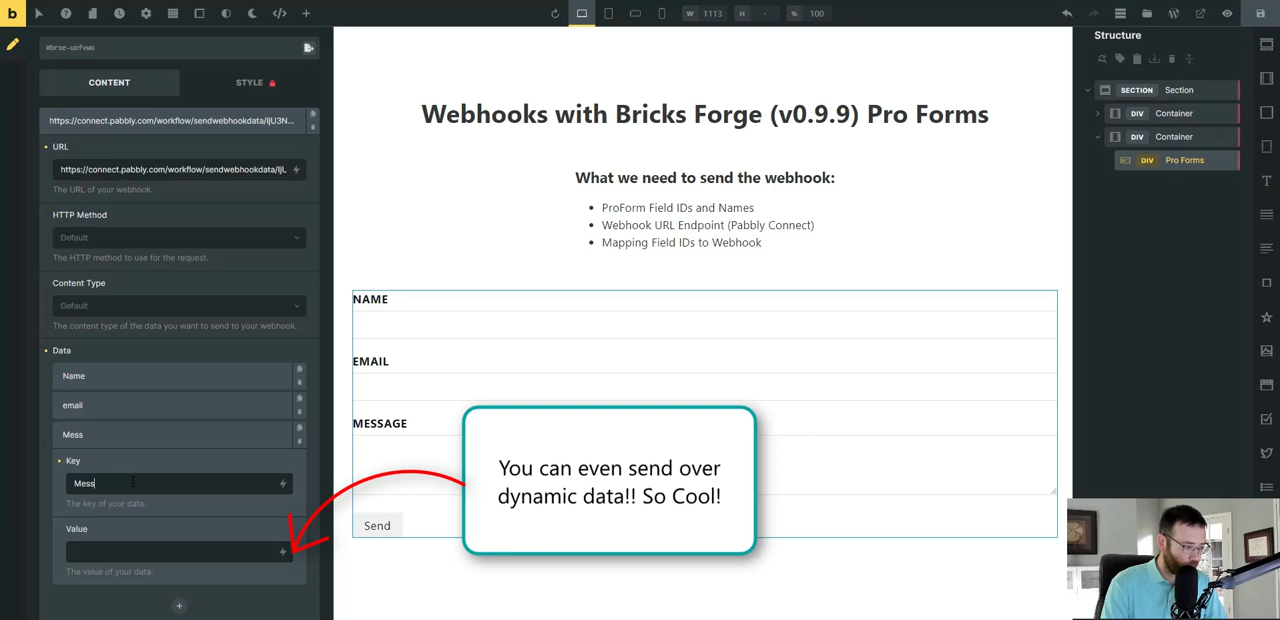 b
W 1113 H - % 100
#brxe-uxfvwo
CONTENT STYLE
https://connect.pabbly.com/workflow/sendwebhookdata/IjU3N...
URL
https://connect.pabbly.com/workflow/sendwebhookdata/IjL
The URL of your webhook.
HTTP Method
Default
The HTTP method to use for the request.
Content Type
Default
The content type of the data you want to send to your webhook.
Data
Name
email
Mess
Key
Mess
The key of your data.
Value
The value of your data.
Webhooks with Bricks Forge (v0.9.9) Pro Forms
What we need to send the webhook:
• ProForm Field IDs and Names
• Webhook URL Endpoint (Pabbly Connect)
• Mapping Field IDs to Webhook
NAME
EMAIL
MESSAGE
Send
You can even send over
dynamic data!! So Cool!
Structure
SECTION Section
DIV Container
DIV Container
DIV Pro Forms